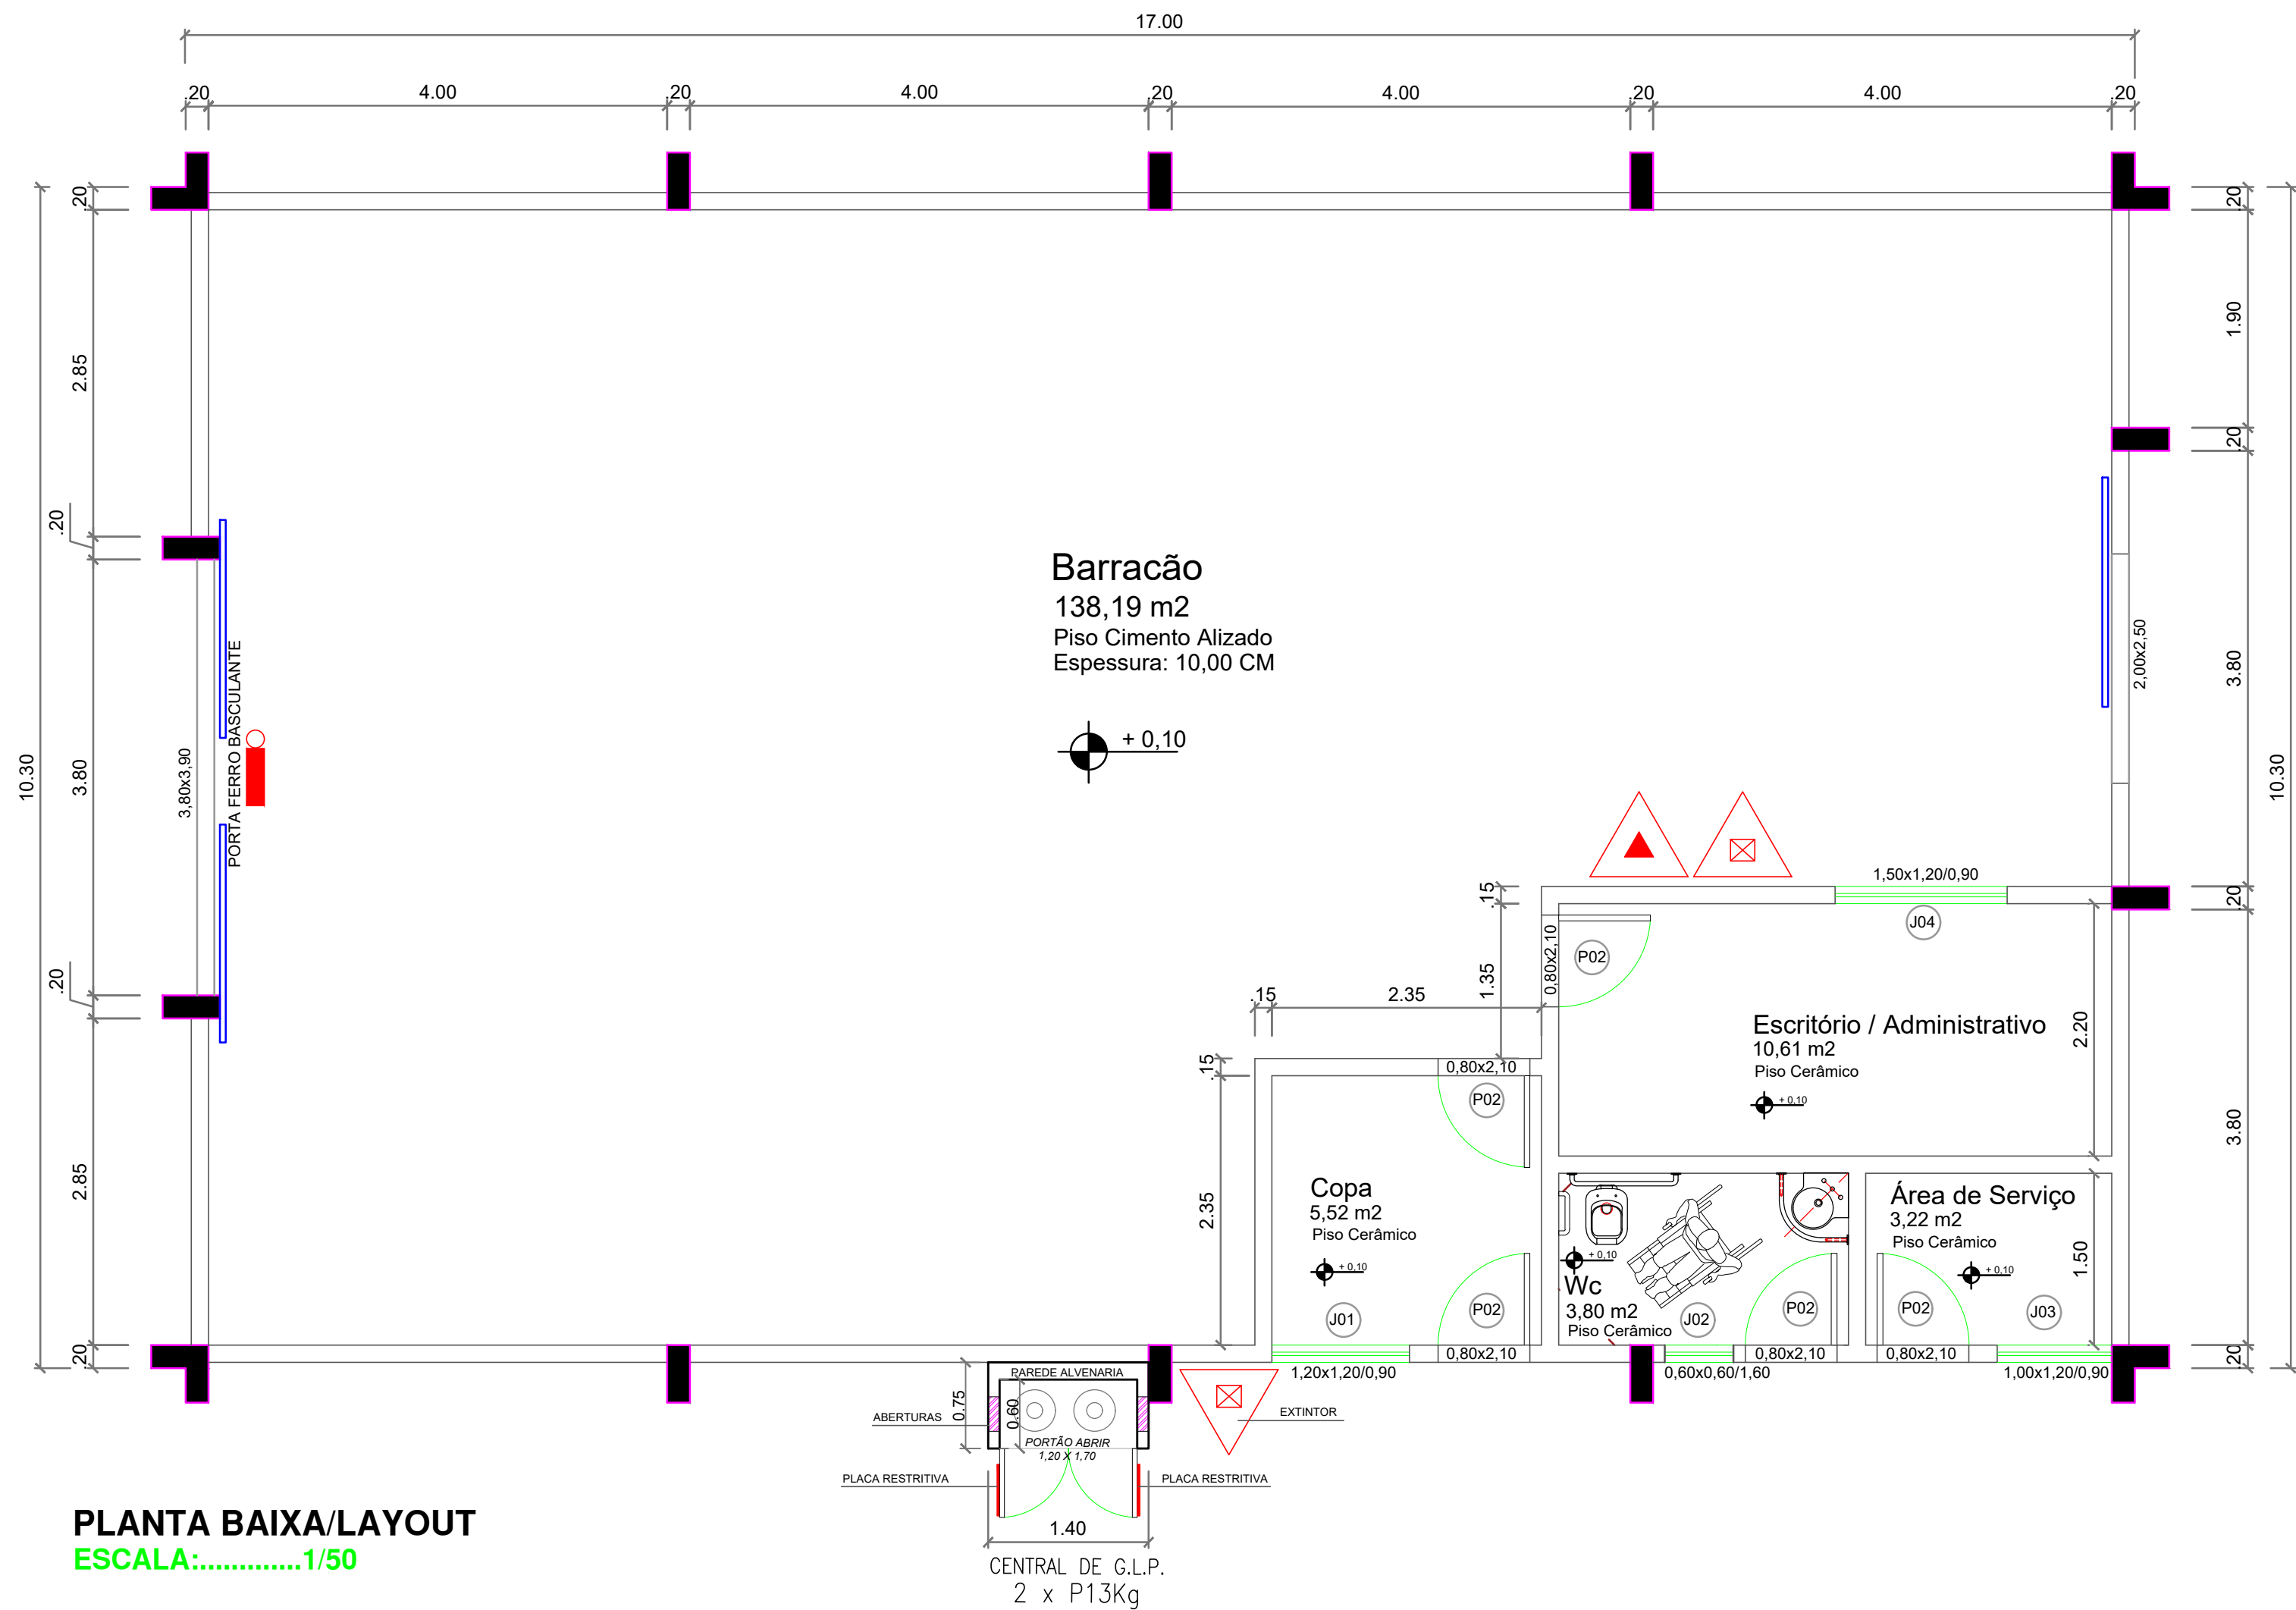 17.00
.20
4.00
.20
4.00
.20
4.00
.20
4.00
.20
.20
2.85
.20
3.80
.20
2.85
.20
10.30
.20
1.90
.20
3.80
.20
3.80
.20
10.30
Barracão
138,19 m2
Piso Cimento Alizado
Espessura: 10,00 CM
+ 0,10
3,80x3,90
PORTA FERRO BASCULANTE
2,00x2,50
1,50x1,20/0,90
J04
.15
1.35
0,80x2,10
P02
.15
2.35
Escritório / Administrativo
10,61 m2
Piso Cerâmico
+ 0,10
2.20
.15
2.35
0,80x2,10
P02
Copa
5,52 m2
Piso Cerâmico
+ 0,10
J01
P02
1,20x1,20/0,90
0,80x2,10
+ 0,10
Wc
3,80 m2
Piso Cerâmico
J02
P02
0,60x0,60/1,60
0,80x2,10
Área de Serviço
3,22 m2
Piso Cerâmico
+ 0,10
1.50
P02
J03
0,80x2,10
1,00x1,20/0,90
PAREDE ALVENARIA
0.75
0.60
ABERTURAS
EXTINTOR
PORTÃO ABRIR
1,20 X 1,70
PLACA RESTRITIVA
PLACA RESTRITIVA
1.40
CENTRAL DE G.L.P.
2 x P13Kg
PLANTA BAIXA/LAYOUT
ESCALA:.............1/50